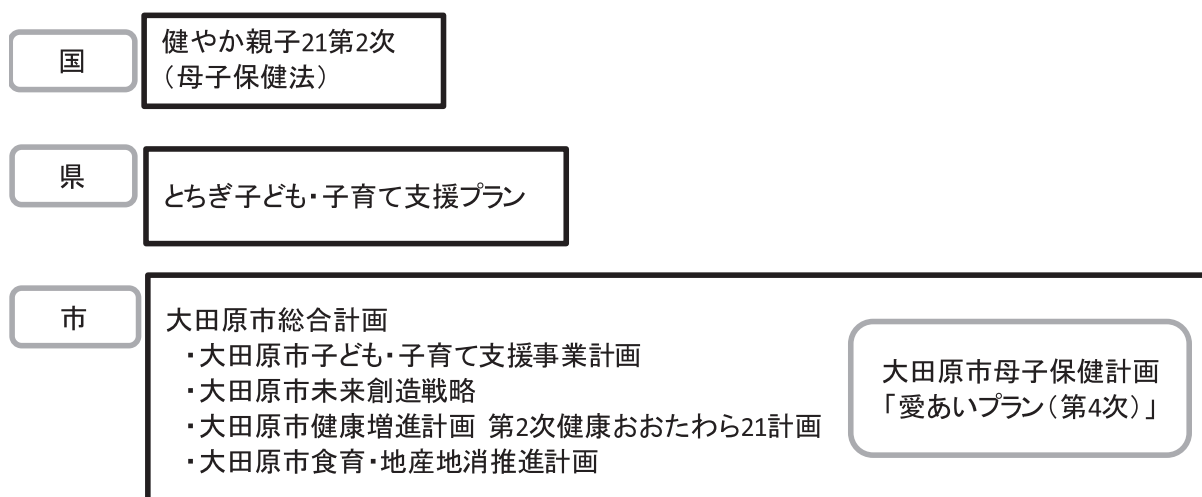 国
健やか親子21第2次
（母子保健法）
県
とちぎ子ども・子育て支援プラン
市
大田原市総合計画
・大田原市子ども・子育て支援事業計画
・大田原市未来創造戦略
・大田原市健康増進計画 第2次健康おおたわら21計画
・大田原市食育・地産地消推進計画
大田原市母子保健計画
「愛あいプラン（第4次）」